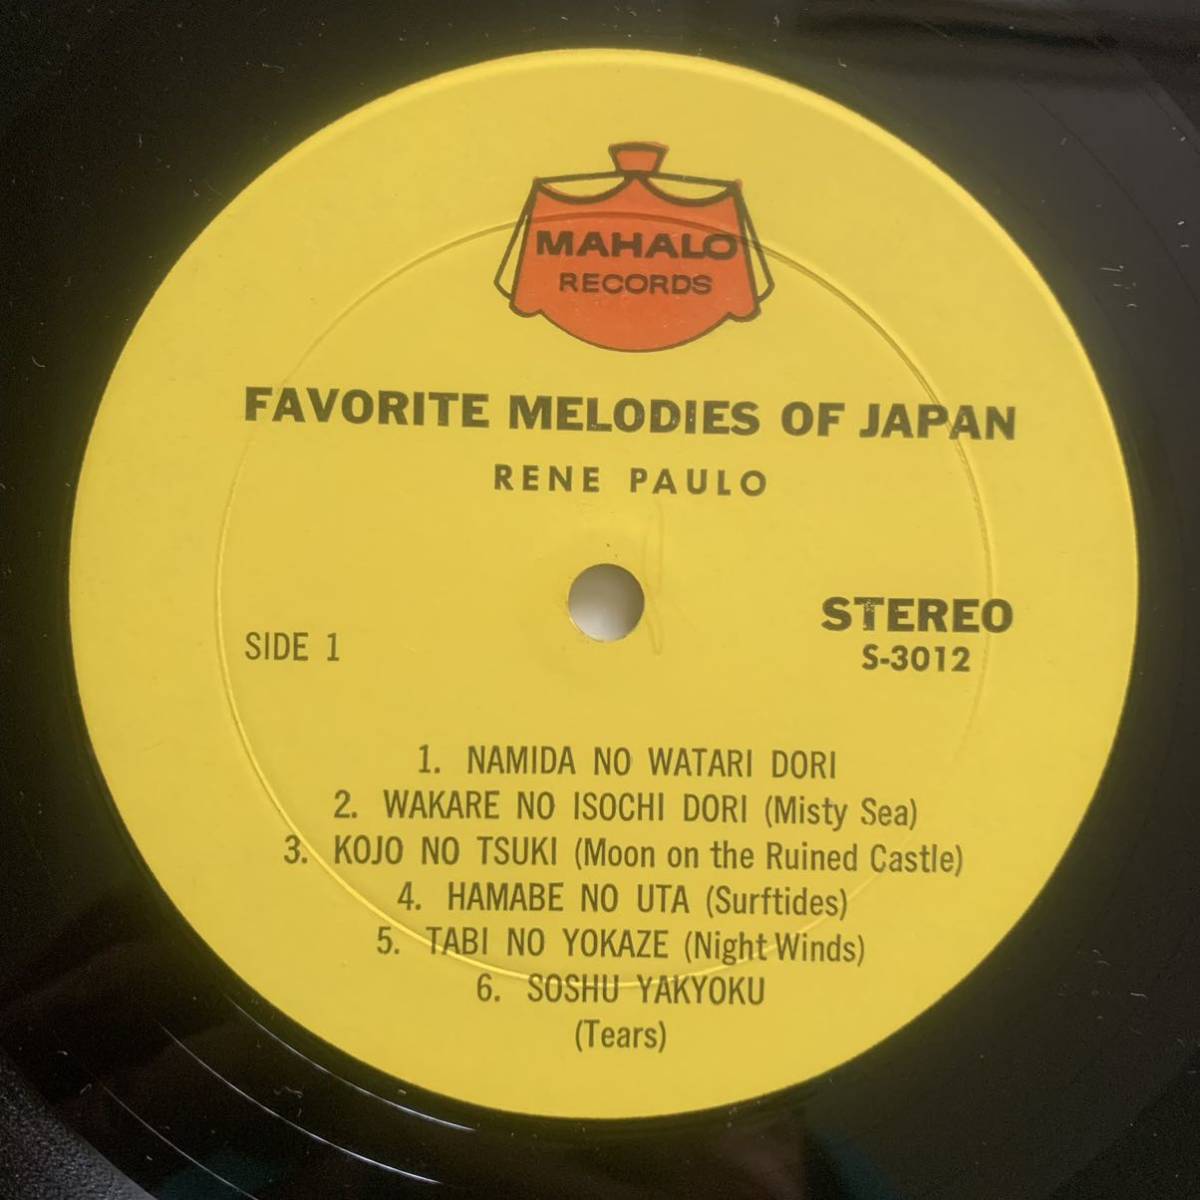 MAHALO
RECORDS
FAVORITE MELODIES OF JAPAN
RENE PAULO
STEREO
S-3012
SIDE 1
1. NAMIDA NO WATARI DORI
2. WAKARE NO ISOCHI DORI (Misty Sea)
3. KOJO NO TSUKI (Moon on the Ruined Castle)
4. HAMABE NO UTA (Surftides)
5. TABI NO YOKAZE (Night Winds)
6. SOSHU YAKYOKU
(Tears)